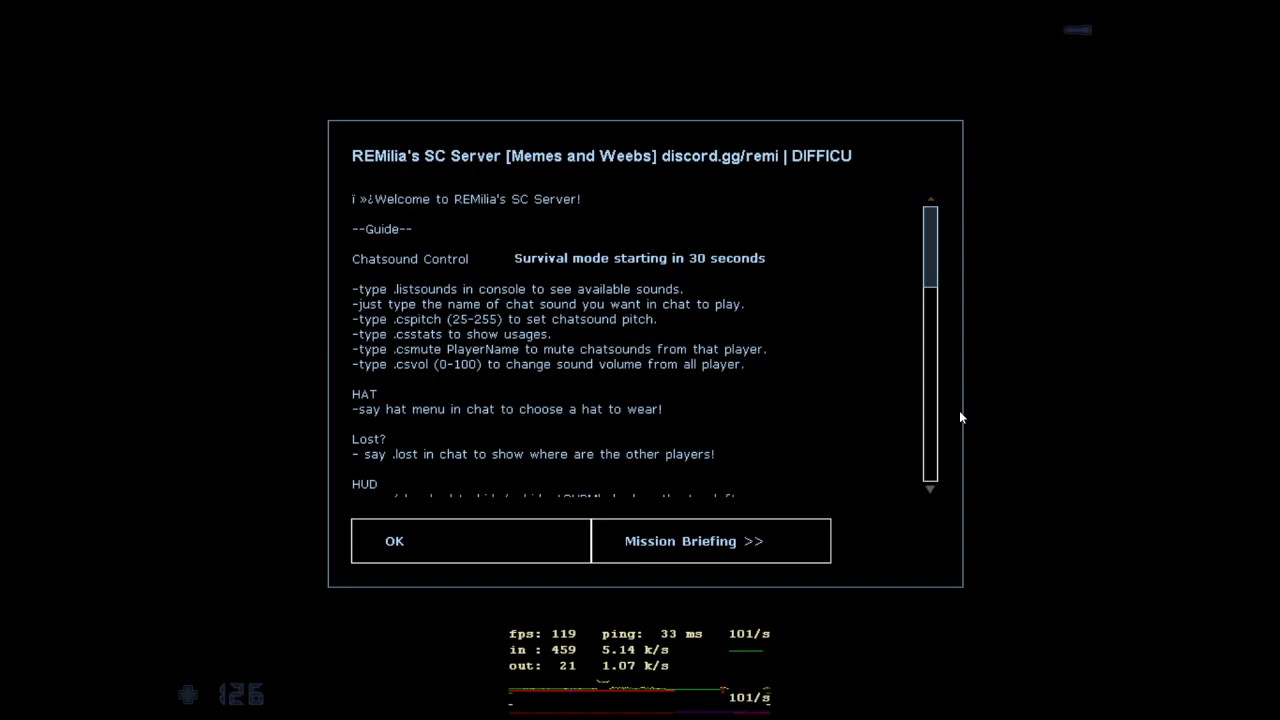 REMilia's SC Server [Memes and Weebs] discord.gg/remi | DIFFICU
ï »¿Welcome to REMilia's SC Server!
--Guide--
Chatsound Control
Survival mode starting in 30 seconds
-type .listsounds in console to see available sounds.
-just type the name of chat sound you want in chat to play.
-type .cspitch (25-255) to set chatsound pitch.
-type .csstats to show usages.
-type .csmute PlayerName to mute chatsounds from that player.
-type .csvol (0-100) to change sound volume from all player.
HAT
-say hat menu in chat to choose a hat to wear!
Lost?
- say .lost in chat to show where are the other players!
HUD
OK
Mission Briefing >>
fps: 119 ping: 33 ms 101/s
in : 459 5.14 k/s
out: 21 1.07 k/s
101/s
126